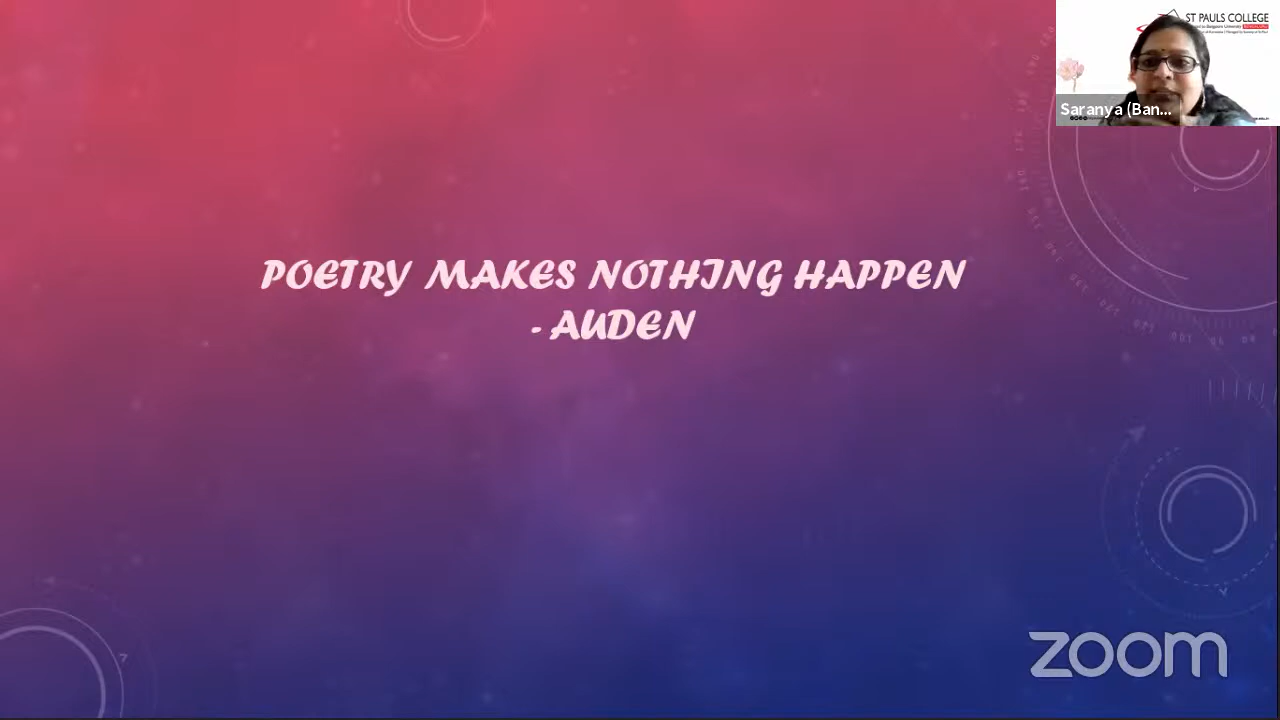 POETRY MAKES NOTHING HAPPEN
- AUDEN
ST PAULS COLLEGE
Saranya (Ban...
zoom